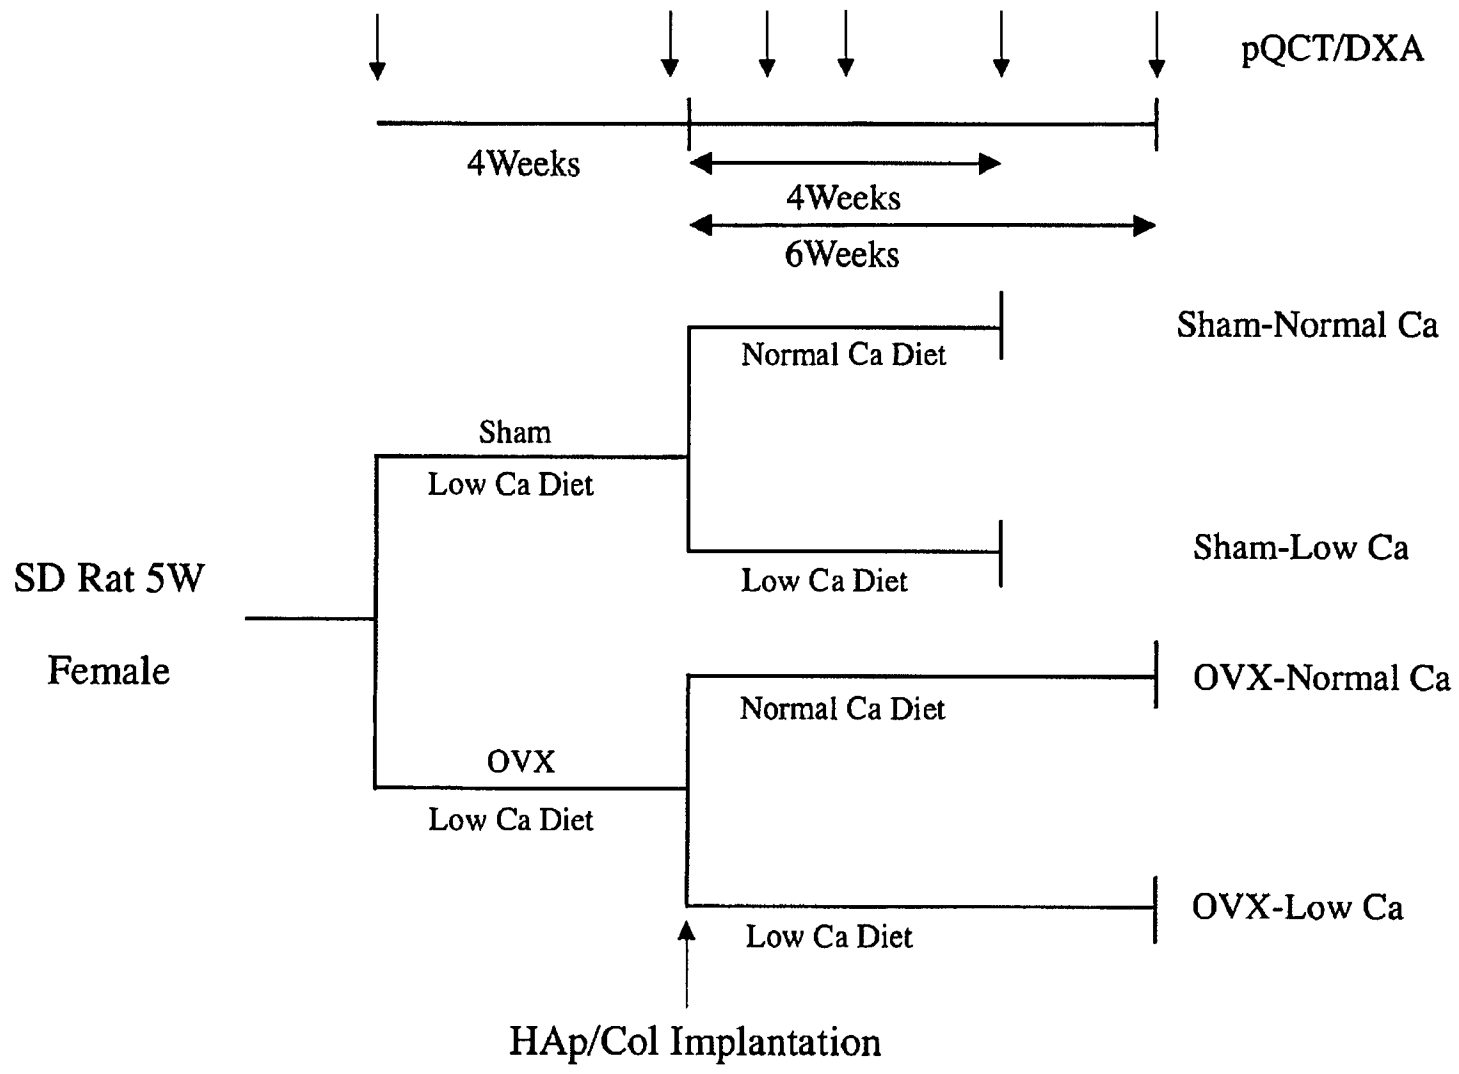 pQCT/DXA
4Weeks
4Weeks
6Weeks
Sham-Normal Ca
Normal Ca Diet
Sham
Low Ca Diet
Sham-Low Ca
Low Ca Diet
SD Rat 5W
Female
OVX-Normal Ca
Normal Ca Diet
OVX
Low Ca Diet
OVX-Low Ca
Low Ca Diet
HAp/Col Implantation